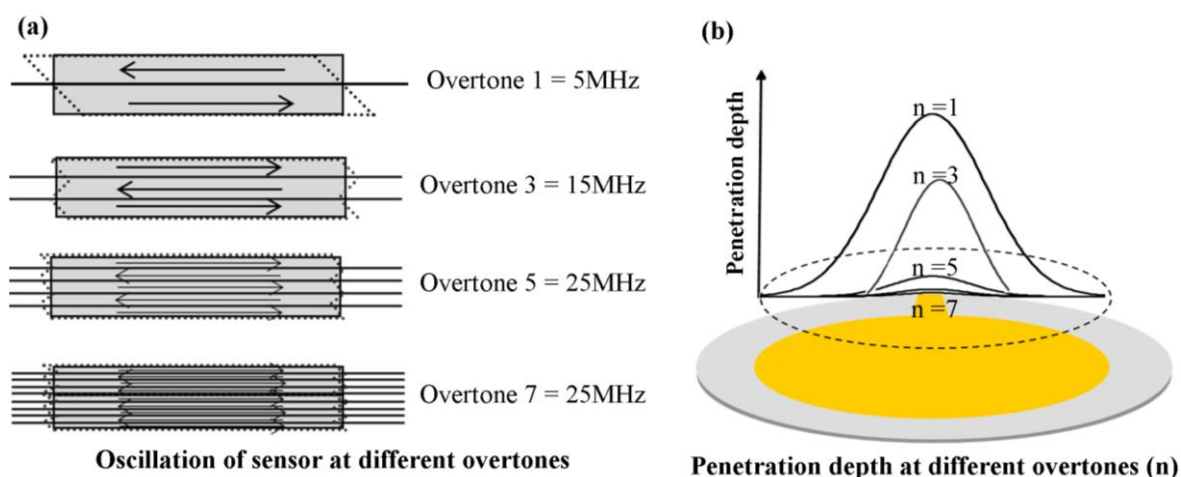 (a)
Overtone 1 = 5MHz
Overtone 3 = 15MHz
Overtone 5 = 25MHz
Overtone 7 = 25MHz
Oscillation of sensor at different overtones
(b)
Penetration depth
n =1
n =3
n =5
n =7
Penetration depth at different overtones (n)